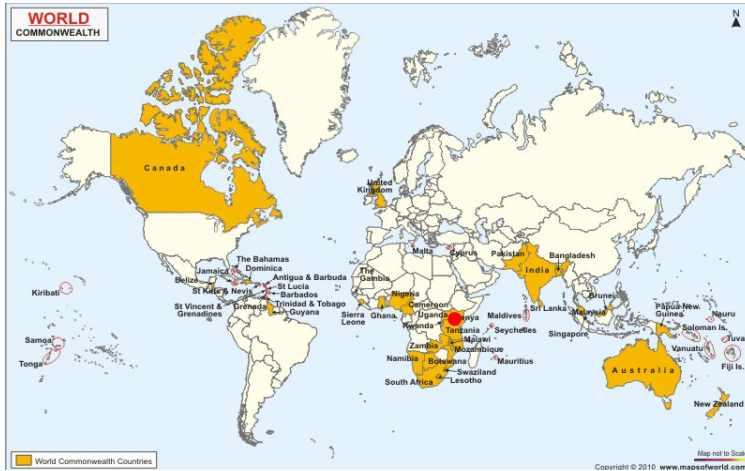 WORLD
COMMONWEALTH
N
Canada
United
Kingdom
Malta
Cyprus
Pakistan
Bangladesh
India
The Bahamas
Jamaica
Dominica
Antigua & Barbuda
Belize
St Kitts & Nevis
St Lucia
Barbados
St Vincent &
Grenadines
Grenada
Trinidad & Tobago
Guyana
Kiribati
Samoa
Tonga
The
Gambia
Sierra
Leone
Ghana
Nigeria
Cameroon
Uganda
Rwanda
Tanzania
Malawi
Zambia
Mozambique
Namibia
Botswana
Swaziland
South Africa
Lesotho
Maldives
Seychelles
Mauritius
Sri Lanka
Brunei
Malaysia
Singapore
Papua New
Guinea
Nauru
Soloman Is.
Tuva
Vanuatu
Fiji Is.
Australia
New Zealand
World Commonwealth Countries
Map not to Scal
Copyright © 2010 www.mapsofworld.com